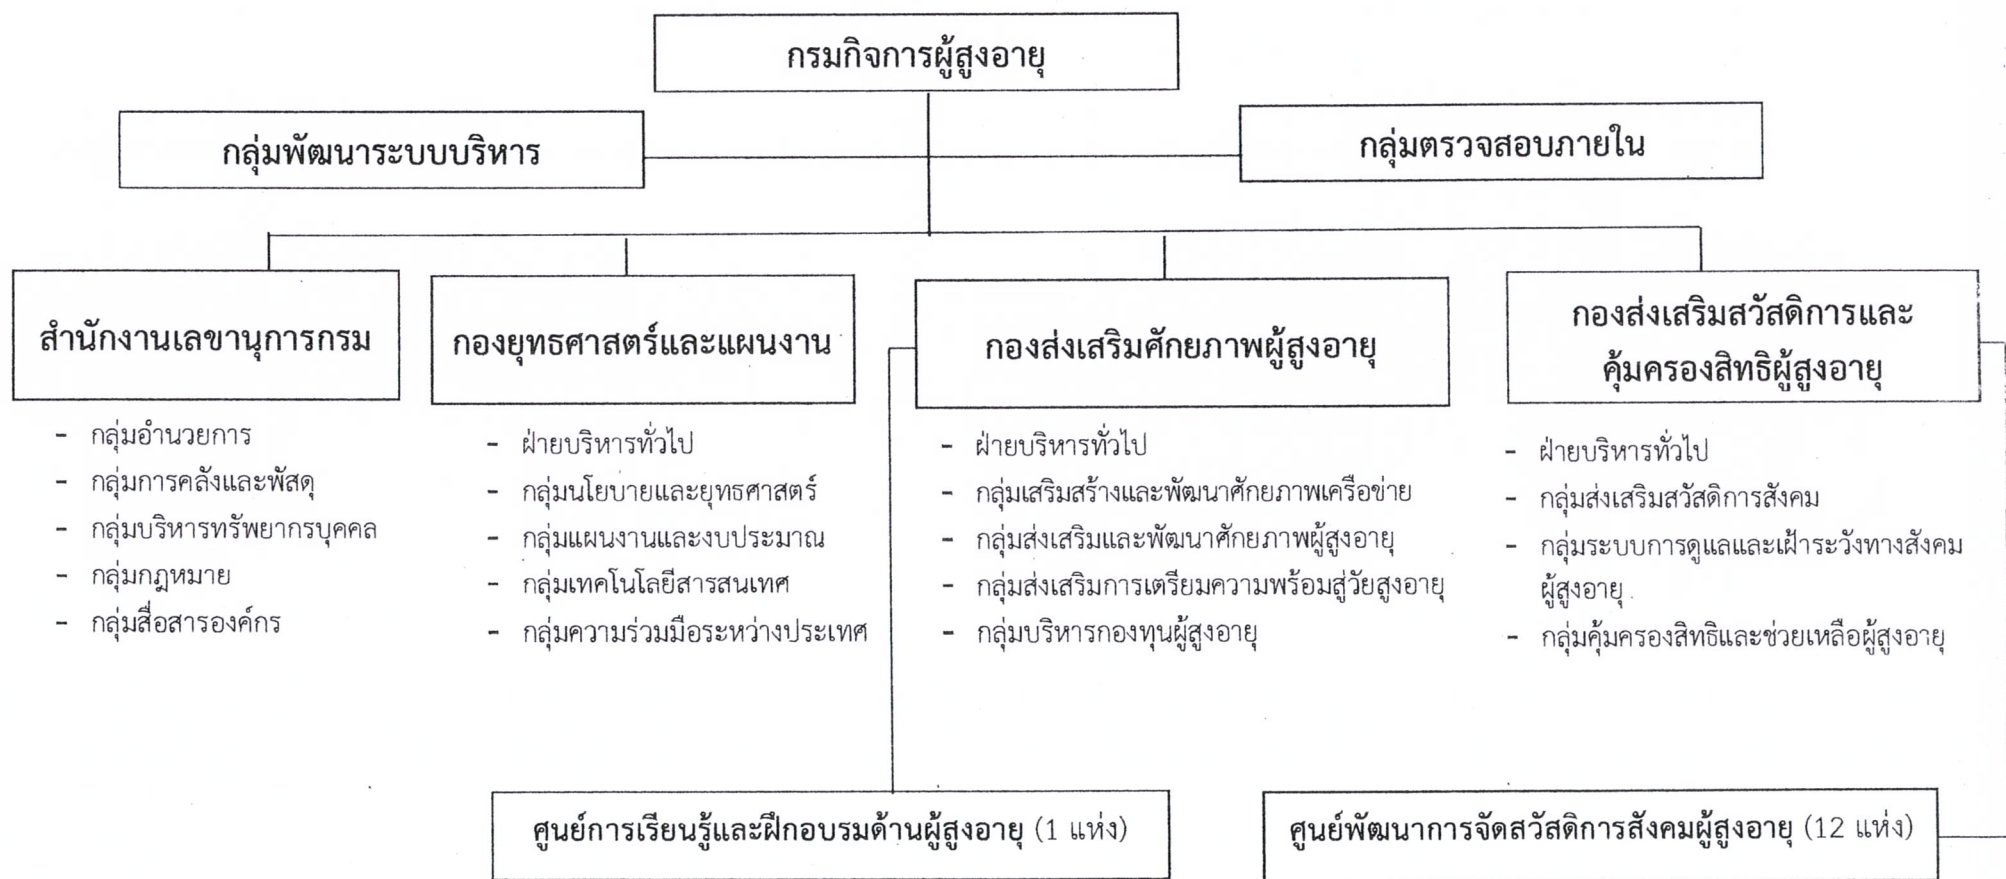 กรมกิจการผู้สูงอายุ
กลุ่มพัฒนาระบบบริหาร
กลุ่มตรวจสอบภายใน
สำนักงานเลขานุการกรม
- กลุ่มอำนวยการ
- กลุ่มการคลังและพัสดุ
- กลุ่มบริหารทรัพยากรบุคคล
- กลุ่มกฎหมาย
- กลุ่มสื่อสารองค์กร
กองยุทธศาสตร์และแผนงาน
- ฝ่ายบริหารทั่วไป
- กลุ่มนโยบายและยุทธศาสตร์
- กลุ่มแผนงานและงบประมาณ
- กลุ่มเทคโนโลยีสารสนเทศ
- กลุ่มความร่วมมือระหว่างประเทศ
กองส่งเสริมศักยภาพผู้สูงอายุ
- ฝ่ายบริหารทั่วไป
- กลุ่มเสริมสร้างและพัฒนาศักยภาพเครือข่าย
- กลุ่มส่งเสริมและพัฒนาศักยภาพผู้สูงอายุ
- กลุ่มส่งเสริมการเตรียมความพร้อมสู่วัยสูงอายุ
- กลุ่มบริหารกองทุนผู้สูงอายุ
กองส่งเสริมสวัสดิการและ
คุ้มครองสิทธิผู้สูงอายุ
- ฝ่ายบริหารทั่วไป
- กลุ่มส่งเสริมสวัสดิการสังคม
- กลุ่มระบบการดูแลและเฝ้าระวังทางสังคม
ผู้สูงอายุ
- กลุ่มคุ้มครองสิทธิและช่วยเหลือผู้สูงอายุ
ศูนย์การเรียนรู้และฝึกอบรมด้านผู้สูงอายุ (1 แห่ง)
ศูนย์พัฒนาการจัดสวัสดิการสังคมผู้สูงอายุ (12 แห่ง)